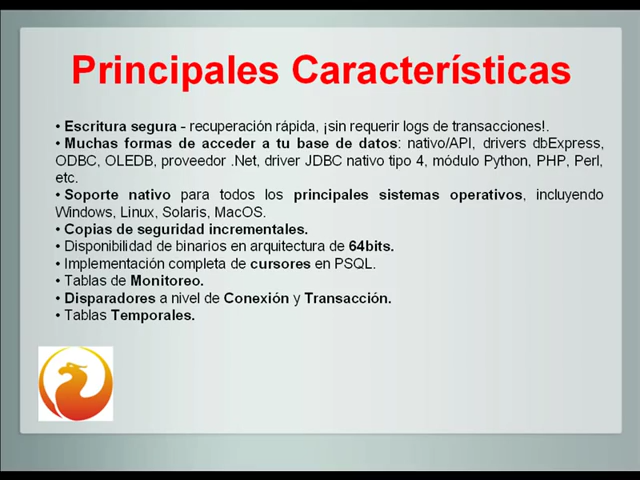 Principales Características
• Escritura segura - recuperación rápida, ¡sin requerir logs de transacciones!.
• Muchas formas de acceder a tu base de datos: nativo/API, drivers dbExpress,
ODBC, OLEDB, proveedor .Net, driver JDBC nativo tipo 4, módulo Python, PHP, Perl,
etc.
• Soporte nativo para todos los principales sistemas operativos, incluyendo
Windows, Linux, Solaris, MacOS.
• Copias de seguridad incrementales.
• Disponibilidad de binarios en arquitectura de 64bits.
• Implementación completa de cursores en PSQL.
• Tablas de Monitoreo.
• Disparadores a nivel de Conexión y Transacción.
• Tablas Temporales.